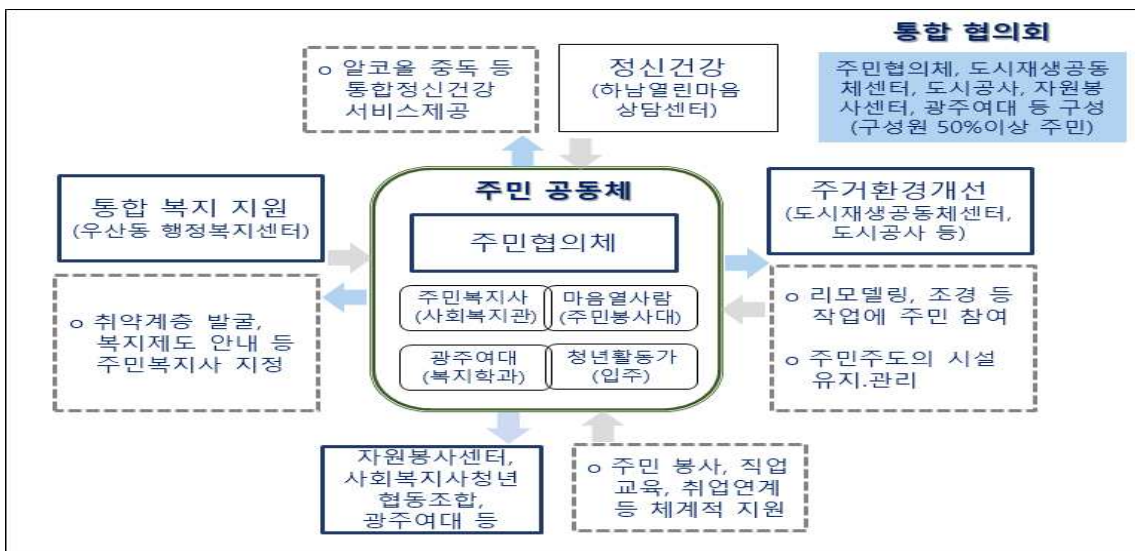 통합 협의회
주민협의체, 도시재생공동
체센터, 도시공사, 자원봉
사센터, 광주여대 등 구성
(구성원 50%이상 주민)
o 알코올 중독 등
통합정신건강
서비스제공
정신건강
(하남열린마음
상담센터)
통합 복지 지원
(우산동 행정복지센터)
주민 공동체
주민협의체
주민복지사
(사회복지관)
마음열사람
(주민봉사대)
광주여대
(복지학과)
청년활동가
(입주)
주거환경개선
(도시재생공동체센터,
도시공사 등)
o 취약계층 발굴,
복지제도 안내 등
주민복지사 지정
o 리모델링, 조경 등
작업에 주민 참여
o 주민주도의 시설
유지.관리
자원봉사센터,
사회복지사청년
협동조합,
광주여대 등
o 주민 봉사, 직업
교육, 취업연계
등 체계적 지원